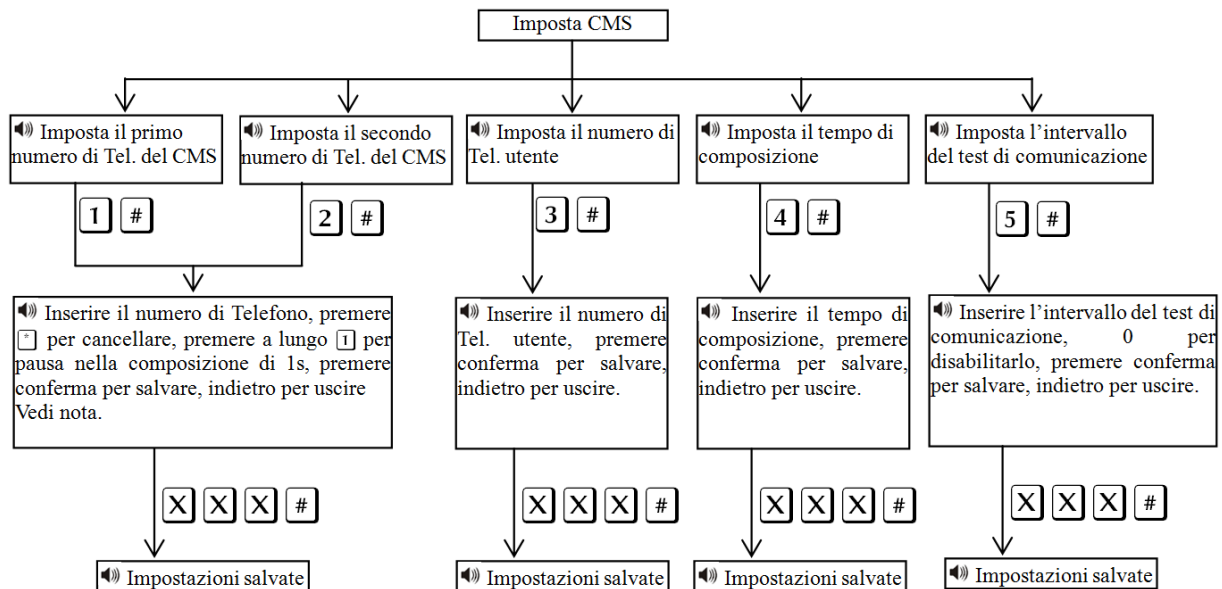 Imposta CMS
Imposta il primo
numero di Tel. del CMS
Imposta il secondo
numero di Tel. del CMS
Imposta il numero di
Tel. utente
Imposta il tempo di
composizione
Imposta l'intervallo
del test di comunicazione
1 #
2 #
3 #
4 #
5 #
Inserire il numero di Telefono, premere
* per cancellare, premere a lungo 1 per
pausa nella composizione di 1s, premere
conferma per salvare, indietro per uscire
Vedi nota.
Inserire il numero di
Tel. utente, premere
conferma per salvare,
indietro per uscire.
Inserire il tempo di
composizione, premere
conferma per salvare,
indietro per uscire.
Inserire l'intervallo del test di
comunicazione, 0 per
disabilitarlo, premere conferma
per salvare, indietro per uscire.
X X X #
X X X #
X X X #
X X X #
Impostazioni salvate
Impostazioni salvate
Impostazioni salvate
Impostazioni salvate